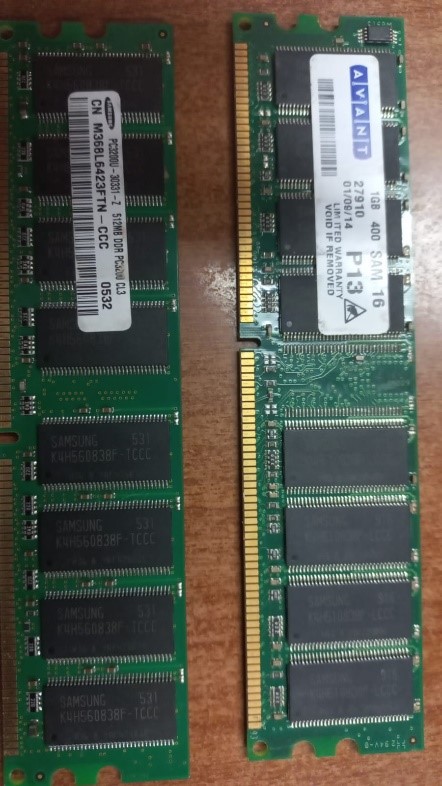 SAMSUNG
PC3200U-30331-Z 512MB DDR PC3200 CL3
CN M368L6423FTN-CCC 0532
SAMSUNG 531
K4H560838F-TCCC
SAMSUNG 531
K4H560838F-TCCC
SAMSUNG 531
K4H560838F-TCCC
SAMSUNG 531
K4H560838F-TCCC
AVANT
1GB 400 SAM 16
27910
01/09/14
P13
LIMITED WARRANTY
VOID IF REMOVED